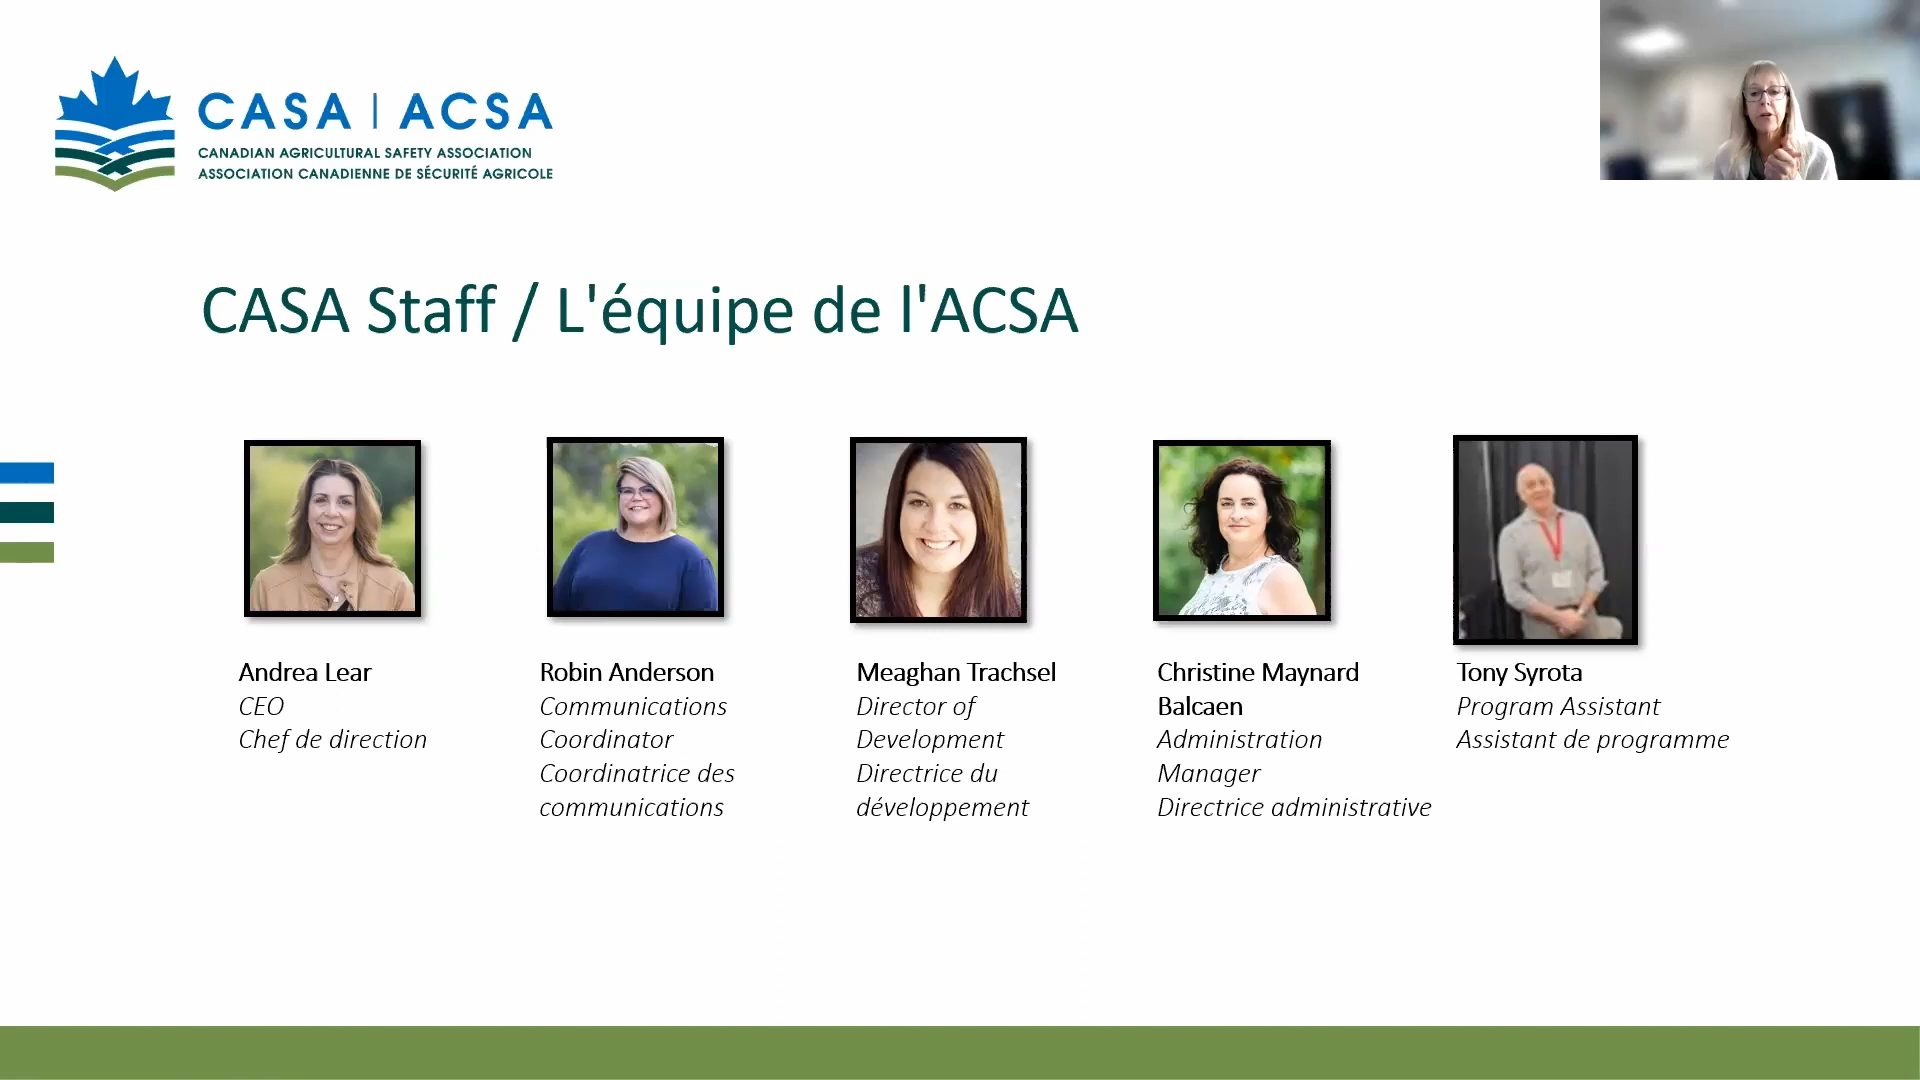 CASA | ACSA
CANADIAN AGRICULTURAL SAFETY ASSOCIATION
ASSOCIATION CANADIENNE DE SÉCURITÉ AGRICOLE
CASA Staff / L'équipe de l'ACSA
Andrea Lear
CEO
Chef de direction
Robin Anderson
Communications
Coordinator
Coordinatrice des
communications
Meaghan Trachsel
Director of
Development
Directrice du
développement
Christine Maynard
Balcaen
Administration
Manager
Directrice administrative
Tony Syrota
Program Assistant
Assistant de programme